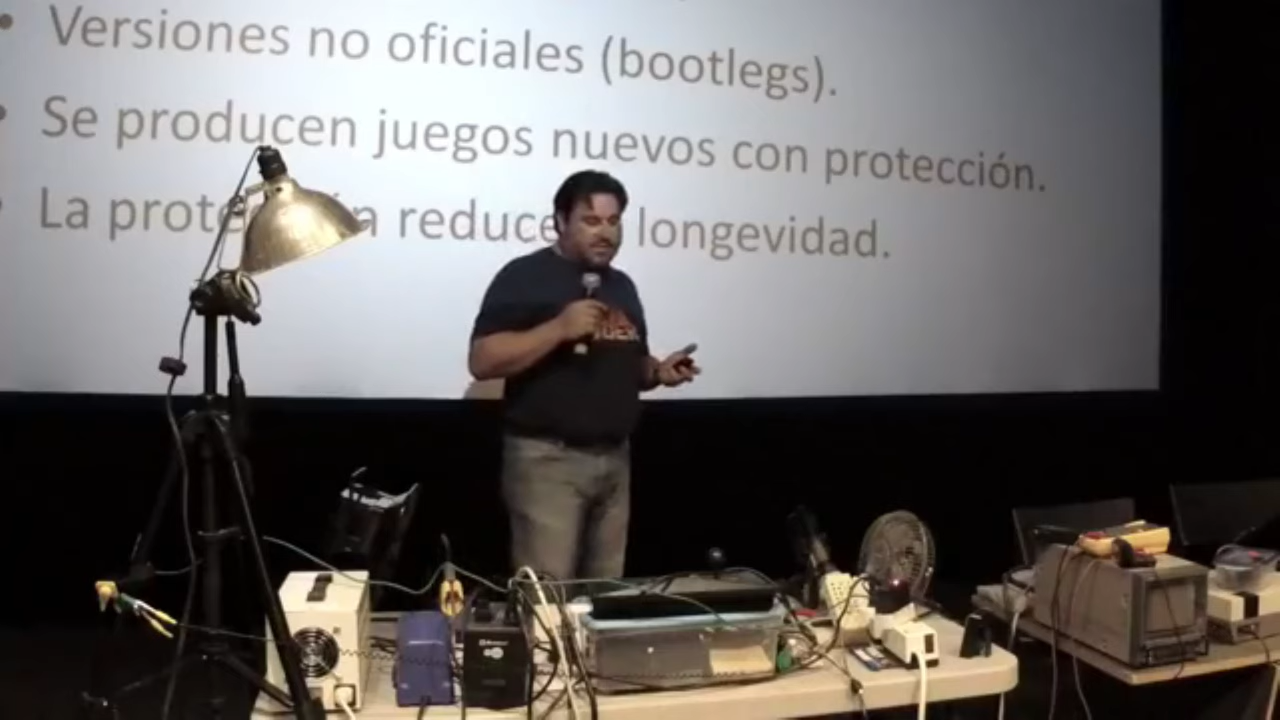 • Versiones no oficiales (bootlegs).
• Se producen juegos nuevos con protección.
• La reduce longevidad.